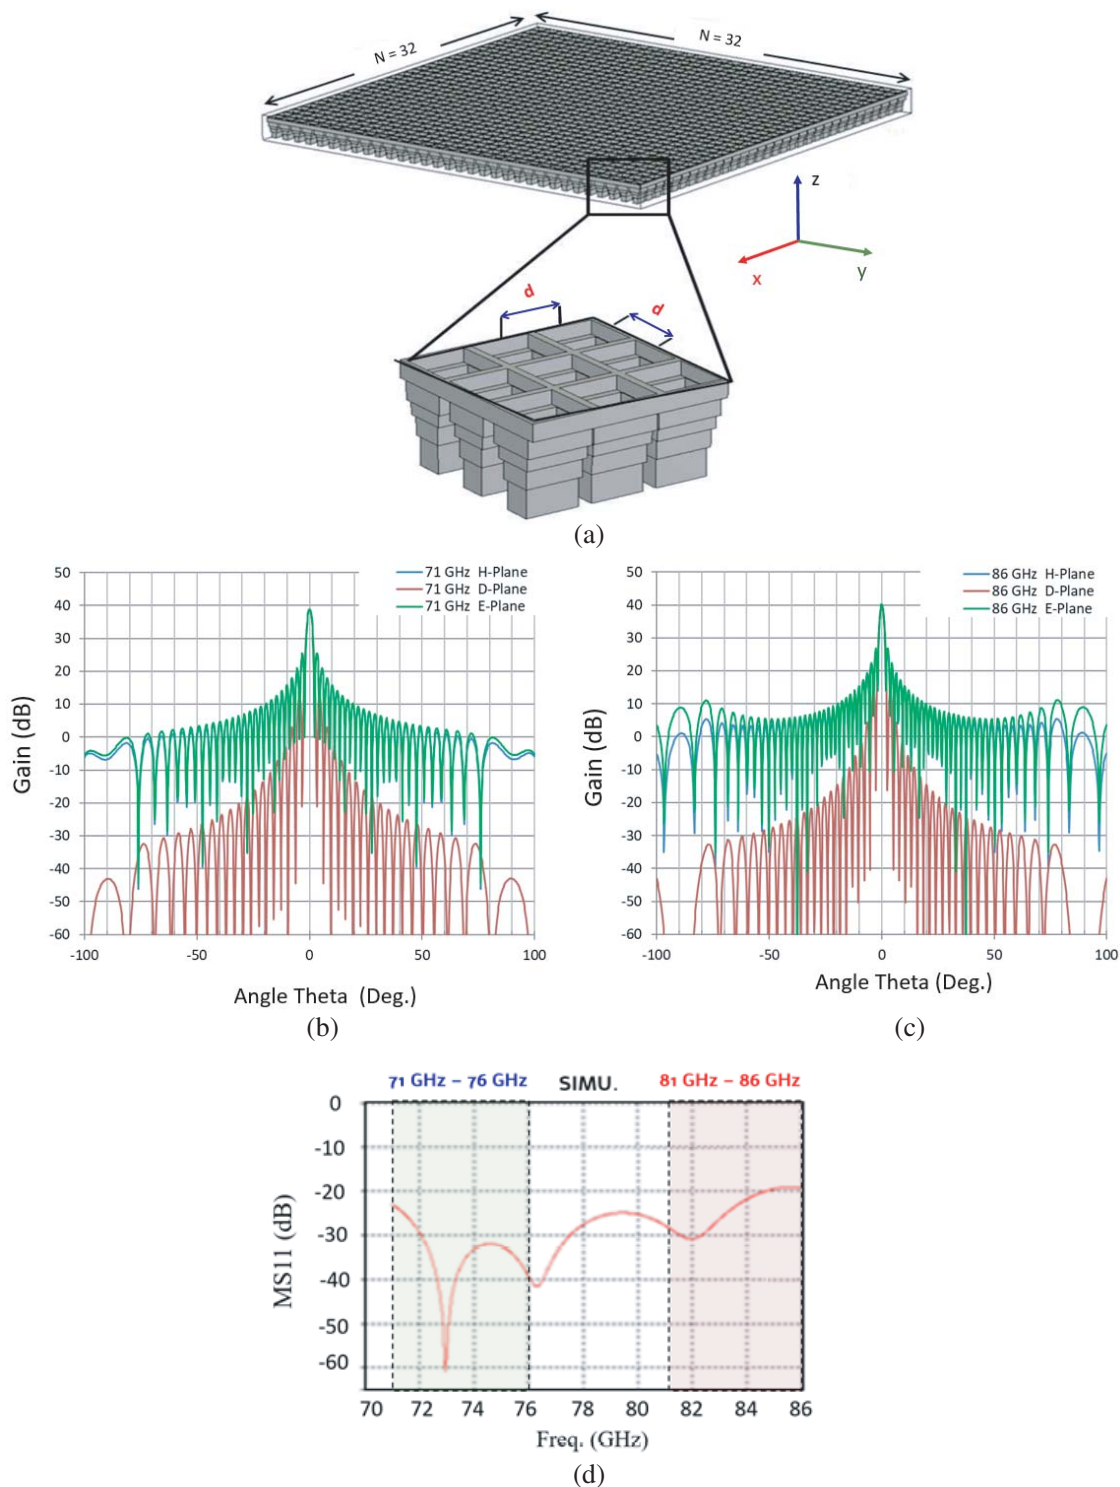 N = 32
N = 32
z
x
y
d
d
(a)
50
40
30
20
10
0
-10
-20
-30
-40
-50
-60
-100
-50
0
50
100
Gain (dB)
Angle Theta (Deg.)
71 GHz H-Plane
71 GHz D-Plane
71 GHz E-Plane
(b)
50
40
30
20
10
0
-10
-20
-30
-40
-50
-60
-100
-50
0
50
100
Gain (dB)
Angle Theta (Deg.)
86 GHz H-Plane
86 GHz D-Plane
86 GHz E-Plane
(c)
71 GHz – 76 GHz
SIMU.
81 GHz – 86 GHz
0
-10
-20
-30
-40
-50
-60
MS11 (dB)
70
72
74
76
78
80
82
84
86
Freq. (GHz)
(d)